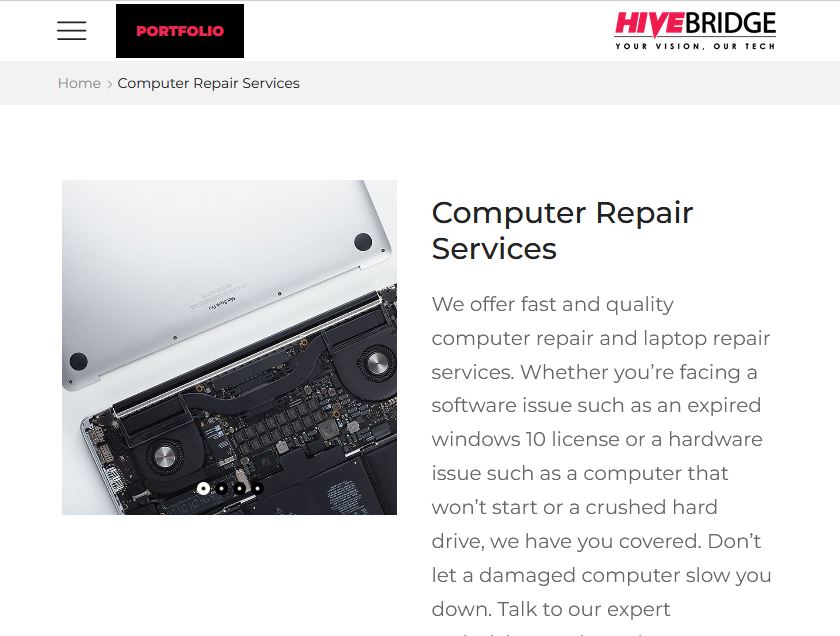 PORTFOLIO
HIVEBRIDGE
YOUR VISION, OUR TECH
Home > Computer Repair Services
Computer Repair
Services
We offer fast and quality
computer repair and laptop repair
services. Whether you’re facing a
software issue such as an expired
windows 10 license or a hardware
issue such as a computer that
won’t start or a crushed hard
drive, we have you covered. Don’t
let a damaged computer slow you
down. Talk to our expert
MacBook Pro